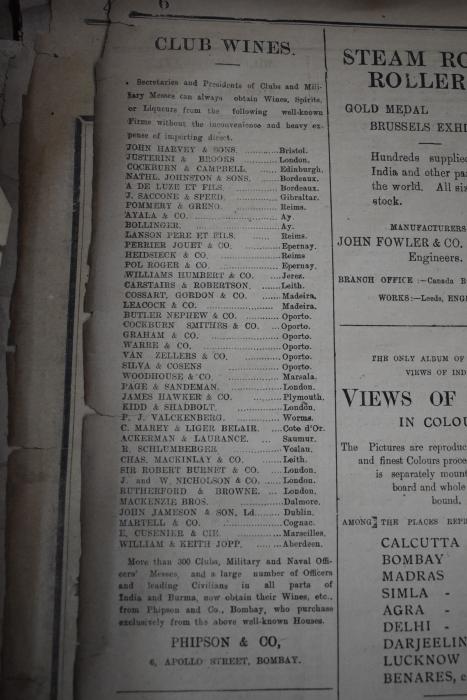 6
CLUB WINES.
Secretaries and Presidents of Clubs and Mili-
tary Messes can always obtain Wines, Spirits,
or Liqueurs from the following well-known
Firms without the inconvenience and heavy ex-
pense of importing direct.
JOHN HARVEY & SONS. ..........Bristol.
JUSTERINI & BROOKS ..........London.
COCKBURN & CAMPBELL. .......Edinburgh.
NATHL. JOHNSTON & SONS. ......Bordeaux.
A DE LUZE ET FILS. ..........Bordeaux.
J. SACCONE & SPEED. ..........Gibraltar.
POMMERY & GRENO. ..........Reims.
AYALA & CO. ..........Ay.
BOLLINGER. ..........Ay.
LANSON PERE ET FILS. ......Reims.
PERRIER JOUET & CO. ..........Epernay.
HEIDSIECK & CO. ..........Reims
POL ROGER & CO. ..........Epernay.
WILLIAMS HUMBERT & CO. ......Jerez.
CARSTAIRS & ROBERTSON. ......Leith.
COSSART, GORDON & CO. ......Madeira.
LEACOCK & CO. ..........Madeira.
BUTLER NEPHEW & CO. ..........Oporto.
COCKBURN SMITHES & CO. ...Oporto.
GRAHAM & CO. ..........Oporto.
WARRE & CO. ..........Oporto.
VAN ZELLERS & CO. ..........Oporto.
SILVA & COSENS ..........Oporto.
WOODHOUSE & CO. ..........Marsala.
PAGE & SANDEMAN. ..........London.
JAMES HAWKER & CO. ..........Plymouth.
KIDD & SHADBOLT. ..........London.
P. J. VALCKENBERG. ..........Worms.
C. MAREY & LIGER BELAIR. ....Cote d'Or.
ACKERMAN & LAURANCE. ......Saumur.
R. SCHLUMBERGER ..........Voslau.
CHAS. MACKINLAY & CO. ......Leith.
SIR ROBERT BURNET & CO. ....London.
J. and W. NICHOLSON & CO. .....London.
RUTHERFORD & BROWNE. ...London.
MACKENZIE BROS. ..........Dalmore.
JOHN JAMESON & SON, Ld. ......Dublin.
MARTELL & CO. ..........Cognac.
E. CUSENIER & CIE. ..........Marseilles.
WILLIAM & KEITH JOPP. ......Aberdeen.
More than 300 Clubs, Military and Naval Offi-
cers' Messes, and a large number of Officers
and leading Civilians in all parts of
India and Burma, now obtain their Wines, etc.,
from Phipson and Co., Bombay, who purchase
exclusively from the above well-known Houses.
PHIPSON & CO,
6, APOLLO STREET, BOMBAY.
STEAM RO
ROLLER
GOLD MEDAL
BRUSSELS EXHI
Hundreds supplie
India and other pa
the world. All siz
stock.
MANUFACTURERS
JOHN FOWLER & CO.
Engineers.
BRANCH OFFICE :—Canada B
WORKS:—Leeds, ENG
THE ONLY ALBUM OF
VIEWS OF IND
VIEWS OF
IN COLOU
The Pictures are reproduc
and finest Colours proce
is separately mount
board and whole
bound.
AMONG THE PLACES REPR
CALCUTTA
BOMBAY
MADRAS
SIMLA -
AGRA -
DELHI -
DARJEELIN
LUCKNOW
BENARES, e